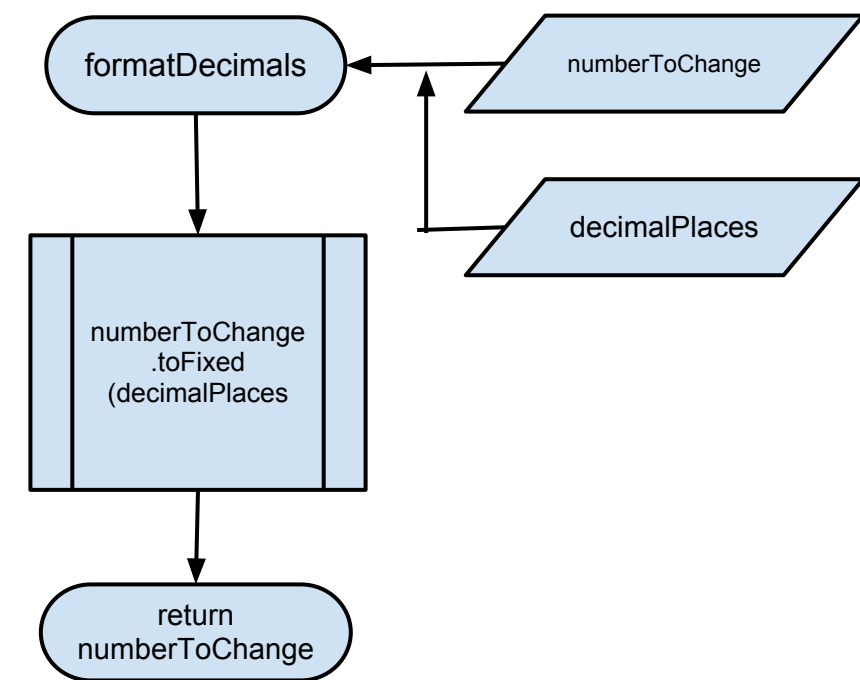 formatDecimals
numberToChange
decimalPlaces
numberToChange
.toFixed
(decimalPlaces
return
numberToChange